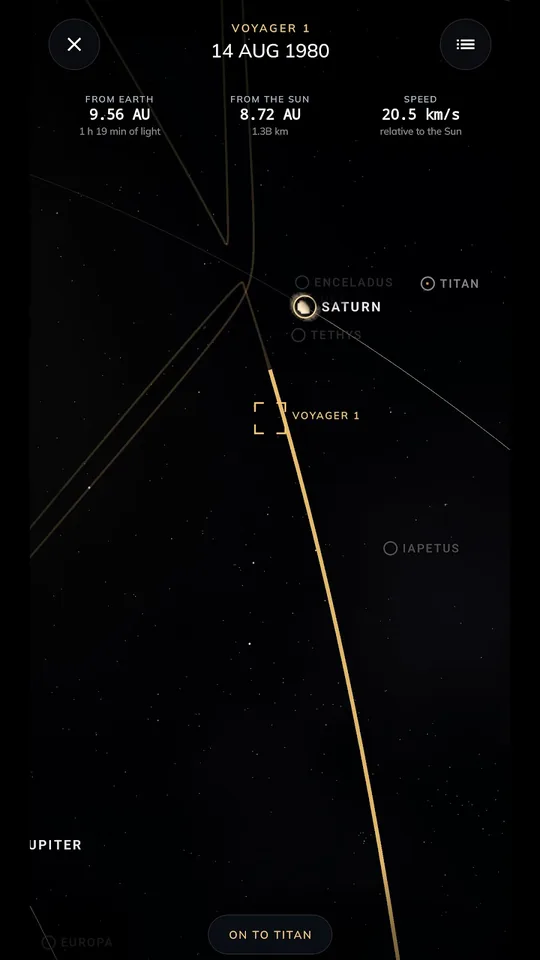 VOYAGER 1
14 AUG 1980
FROM EARTH
9.56 AU
1 h 19 min of light
FROM THE SUN
8.72 AU
1.3B km
SPEED
20.5 km/s
relative to the Sun
ENCELADUS
TITAN
SATURN
TETHYS
VOYAGER 1
IAPETUS
UPITER
ON TO TITAN
EUROPA